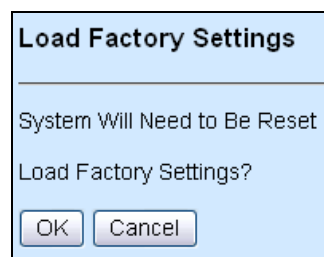 Load Factory Settings
System Will Need to Be Reset
Load Factory Settings?
OK Cancel